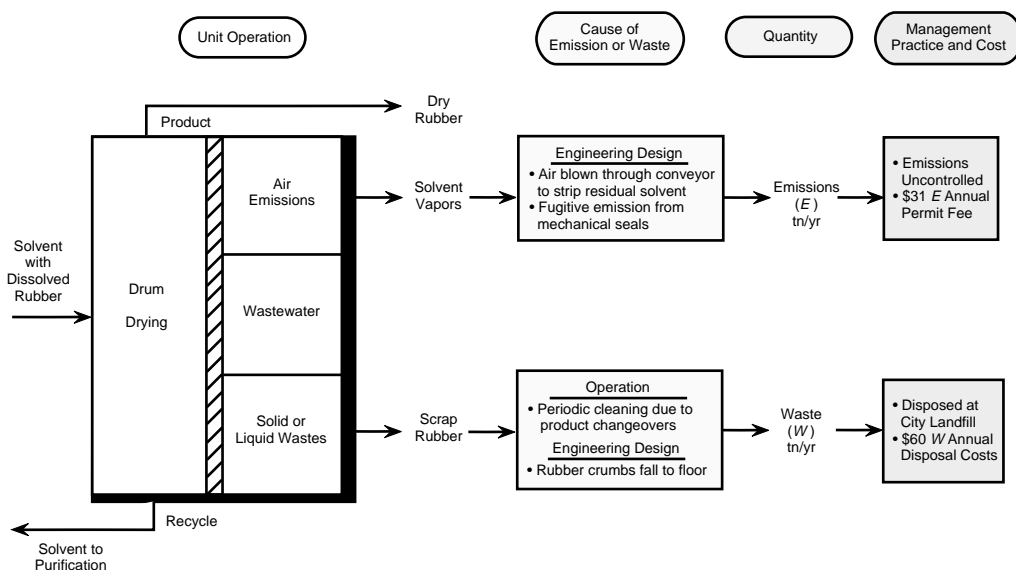 Unit Operation
Cause of
Emission or Waste
Quantity
Management
Practice and Cost
Product
Dry
Rubber
Air
Emissions
Solvent
Vapors
Engineering Design
• Air blown through conveyor
to strip residual solvent
• Fugitive emission from
mechanical seals
Emissions
(E)
tn/yr
• Emissions
Uncontrolled
• $31 E Annual
Permit Fee
Solvent
with
Dissolved
Rubber
Drum
Drying
Wastewater
Solid or
Liquid Wastes
Scrap
Rubber
Operation
• Periodic cleaning due to
product changeovers
Engineering Design
• Rubber crumbs fall to floor
Waste
(W)
tn/yr
• Disposed at
City Landfill
• $60 W Annual
Disposal Costs
Recycle
Solvent to
Purification